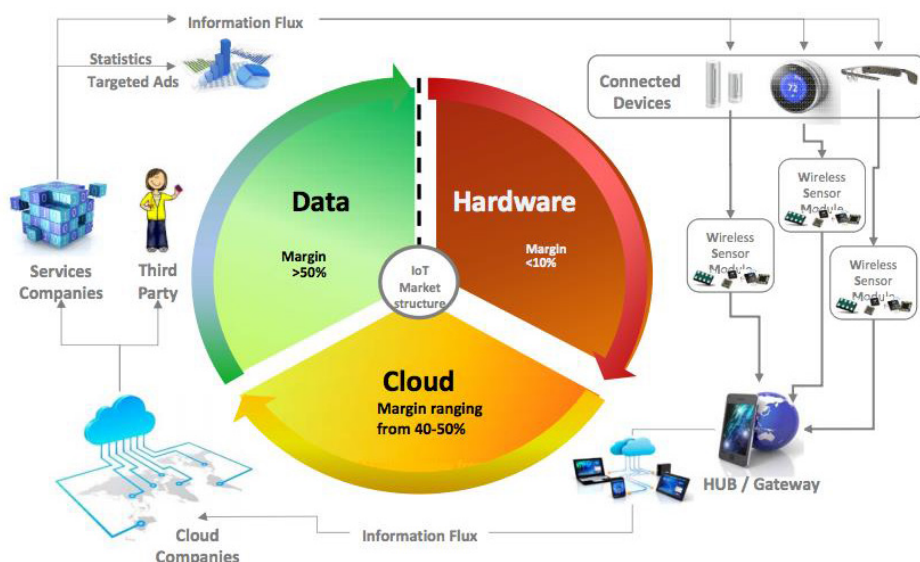 Information Flux
Statistics
Targeted Ads
Services
Companies
Third
Party
Data
Margin
>50%
Hardware
Margin
<10%
IoT
Market
structure
Cloud
Margin ranging
from 40-50%
Connected
Devices
72
Wireless
Sensor
Module
Wireless
Sensor
Module
Wireless
Sensor
Module
HUB / Gateway
Information Flux
Cloud
Companies